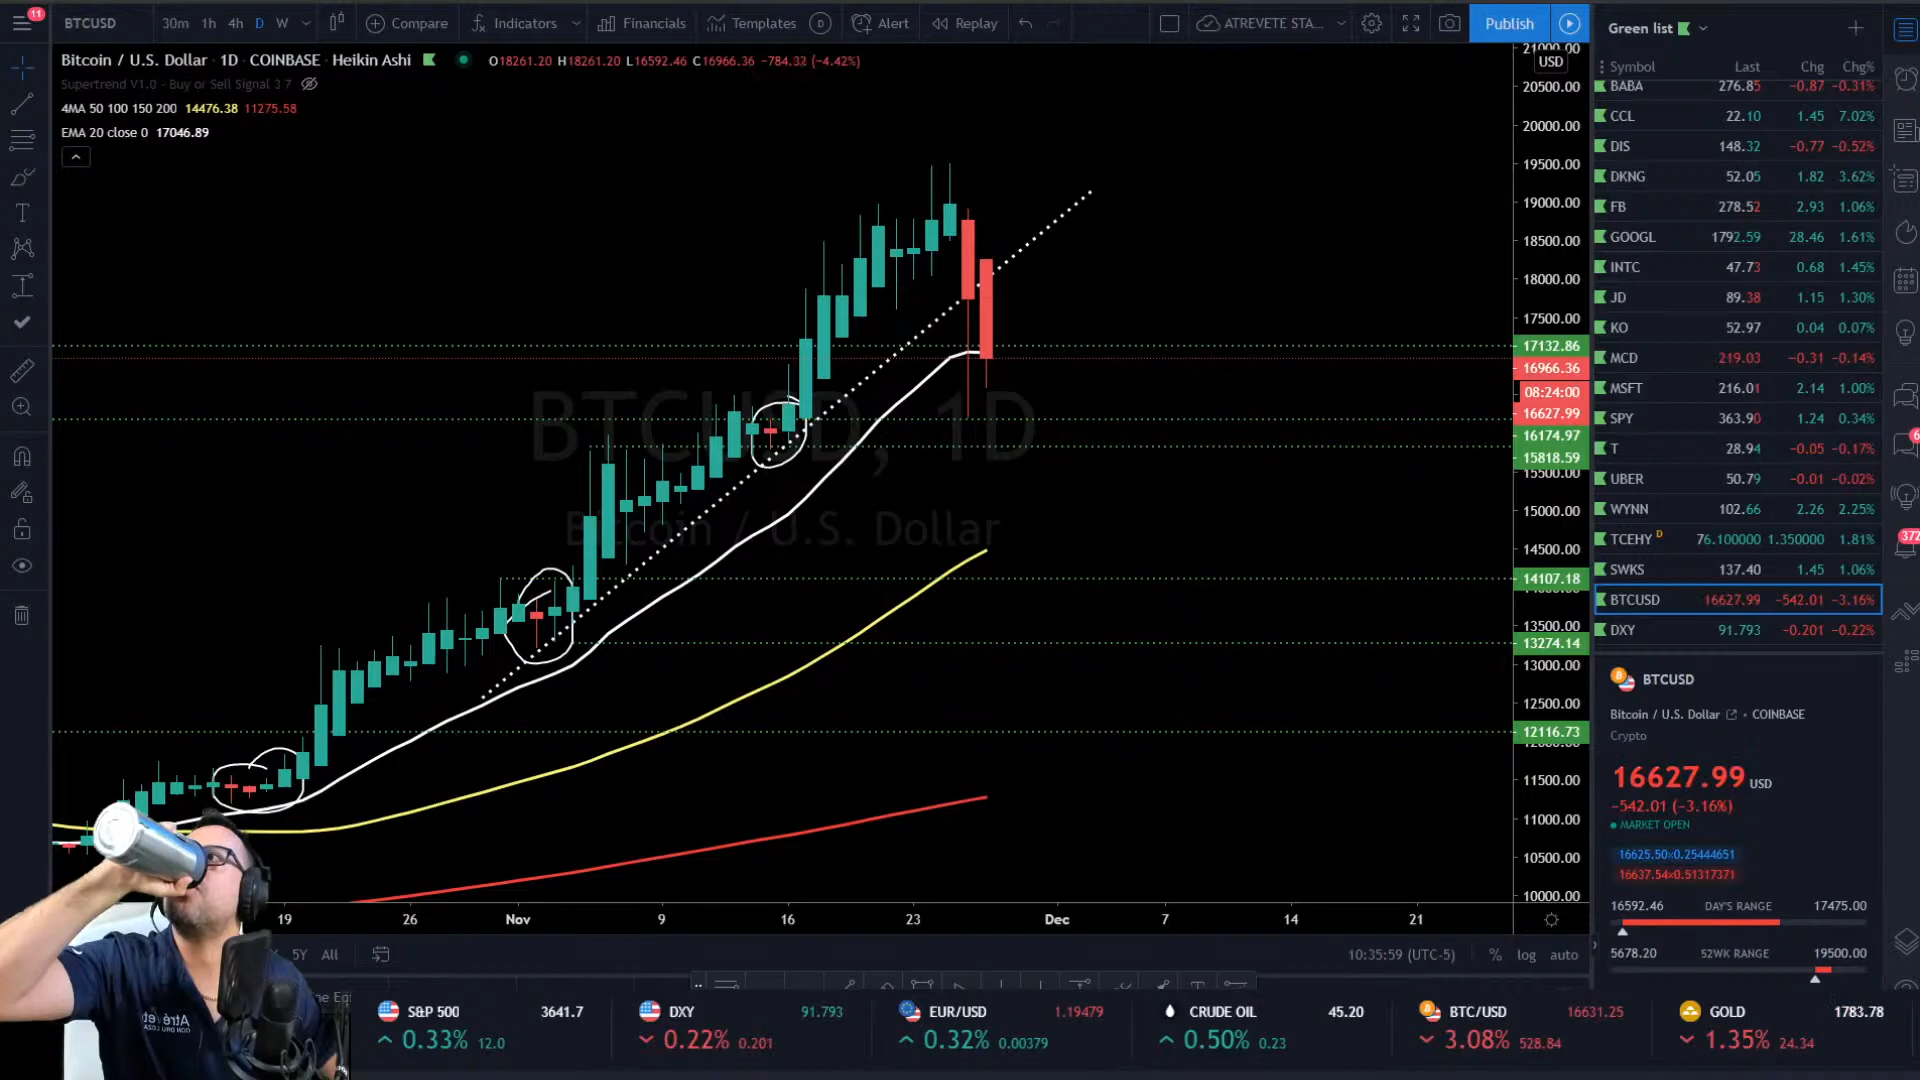 11
BTCUSD 30m 1h 4h D W Compare Indicators Financials Templates D Alert Replay ATREVETE STA... Publish
Bitcoin / U.S. Dollar · 1D · COINBASE · Heikin Ashi O18261.20 H18261.20 L16592.46 C16966.36 −784.32 (−4.42%)
Supertrend V1.0 - Buy or Sell Signal 3 7
4MA 50 100 150 200 14476.38 11275.58
EMA 20 close 0 17046.89
BTCUSD, 1D
Bitcoin / U.S. Dollar
21000.00
USD
20500.00
20000.00
19500.00
19000.00
18500.00
18000.00
17500.00
17132.86
16966.36
08:24:00
16627.99
16174.97
15818.59
15500.00
15000.00
14500.00
14107.18
13500.00
13274.14
13000.00
12500.00
12116.73
11500.00
11000.00
10500.00
10000.00
19 26 Nov 9 16 23 Dec 7 14 21
5Y All 10:35:59 (UTC-5) % log auto
Green list
Symbol Last Chg Chg%
BABA 276.85 −0.87 −0.31%
CCL 22.10 1.45 7.02%
DIS 148.32 −0.77 −0.52%
DKNG 52.05 1.82 3.62%
FB 278.52 2.93 1.06%
GOOGL 1792.59 28.46 1.61%
INTC 47.73 0.68 1.45%
JD 89.38 1.15 1.30%
KO 52.97 0.04 0.07%
MCD 219.03 −0.31 −0.14%
MSFT 216.01 2.14 1.00%
SPY 363.90 1.24 0.34%
T 28.94 −0.05 −0.17%
UBER 50.79 −0.01 −0.02%
WYNN 102.66 2.26 2.25%
TCEHY D 76.100000 1.350000 1.81%
SWKS 137.40 1.45 1.06%
BTCUSD 16627.99 −542.01 −3.16%
DXY 91.793 −0.201 −0.22%
6
372
BTCUSD
Bitcoin / U.S. Dollar • COINBASE
Crypto
16627.99 USD
−542.01 (−3.16%)
MARKET OPEN
16625.50×0.25444651
16637.54×0.51317371
16592.46 DAY'S RANGE 17475.00
5678.20 52WK RANGE 19500.00
S&P 500 3641.7
0.33% 12.0
DXY 91.793
0.22% 0.201
EUR/USD 1.19479
0.32% 0.00379
CRUDE OIL 45.20
0.50% 0.23
BTC/USD 16631.25
3.08% 528.84
GOLD 1783.78
1.35% 24.34